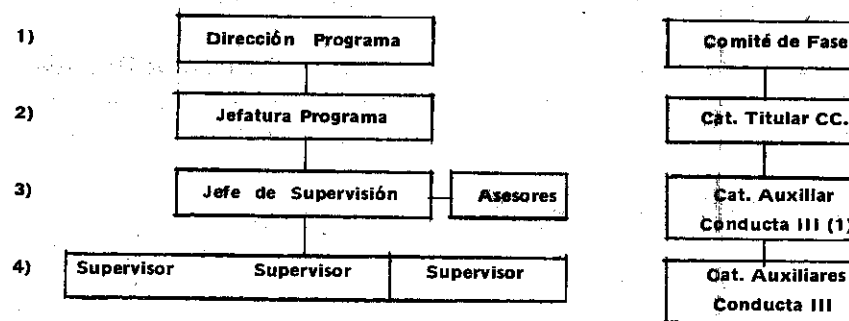 1) Dirección Programa Comité de Fase
2) Jefatura Programa Cat. Titular CC.
3) Jefe de Supervisión Asesores Cat. Auxiliar
Conducta III (1)
4) Supervisor Supervisor Supervisor Cat. Auxiliares
Conducta III